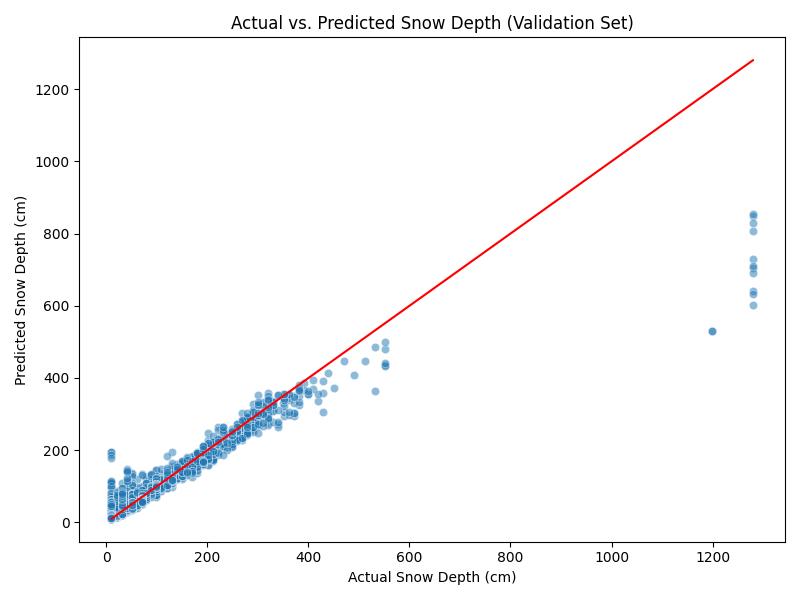 Actual vs. Predicted Snow Depth (Validation Set)
1200
1000
800
600
400
200
0
Predicted Snow Depth (cm)
0 200 400 600 800 1000 1200
Actual Snow Depth (cm)